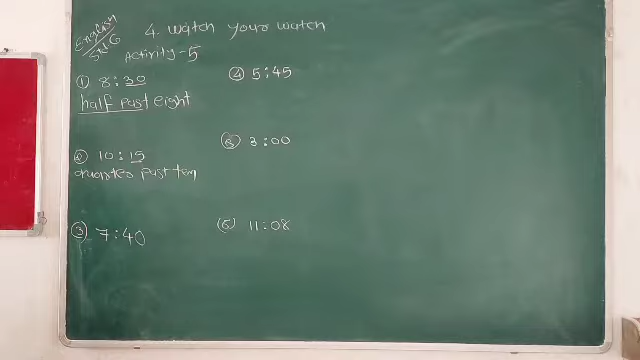 English
Std 6
4. Watch your watch
Activity-5
① 8:30
half past eight
② 10:15
quarter past ten
③ 7:40
④ 5:45
⑤ 3:00
(6) 11:08